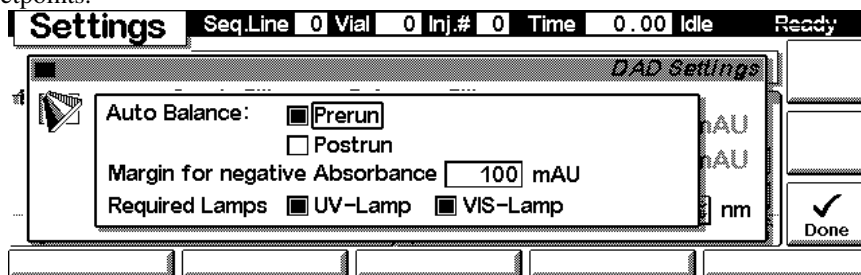 etpoints.
Settings Seq.Line 0 Vial 0 Inj.# 0 Time 0.00 Idle Ready
DAD Settings
Auto Balance: Prerun
mAU
Postrun
mAU
Margin for negative Absorbance 100 mAU
Required Lamps UV-Lamp VIS-Lamp
nm
Done